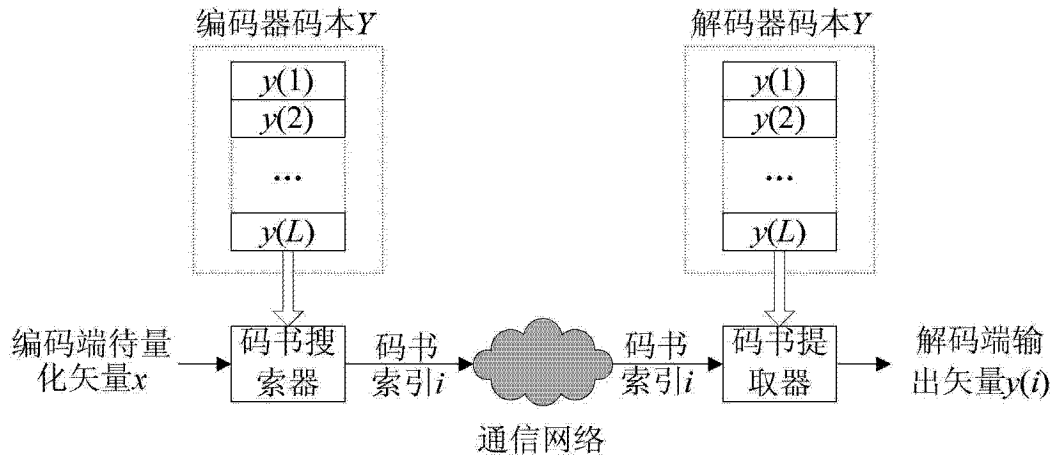 编码器码本Y
解码器码本Y
y(1)
y(2)
...
y(L)
y(1)
y(2)
...
y(L)
编码端待量
化矢量x
码书搜
索器
码书
索引i
通信网络
码书
索引i
码书提
取器
解码端输
出矢量y(i)